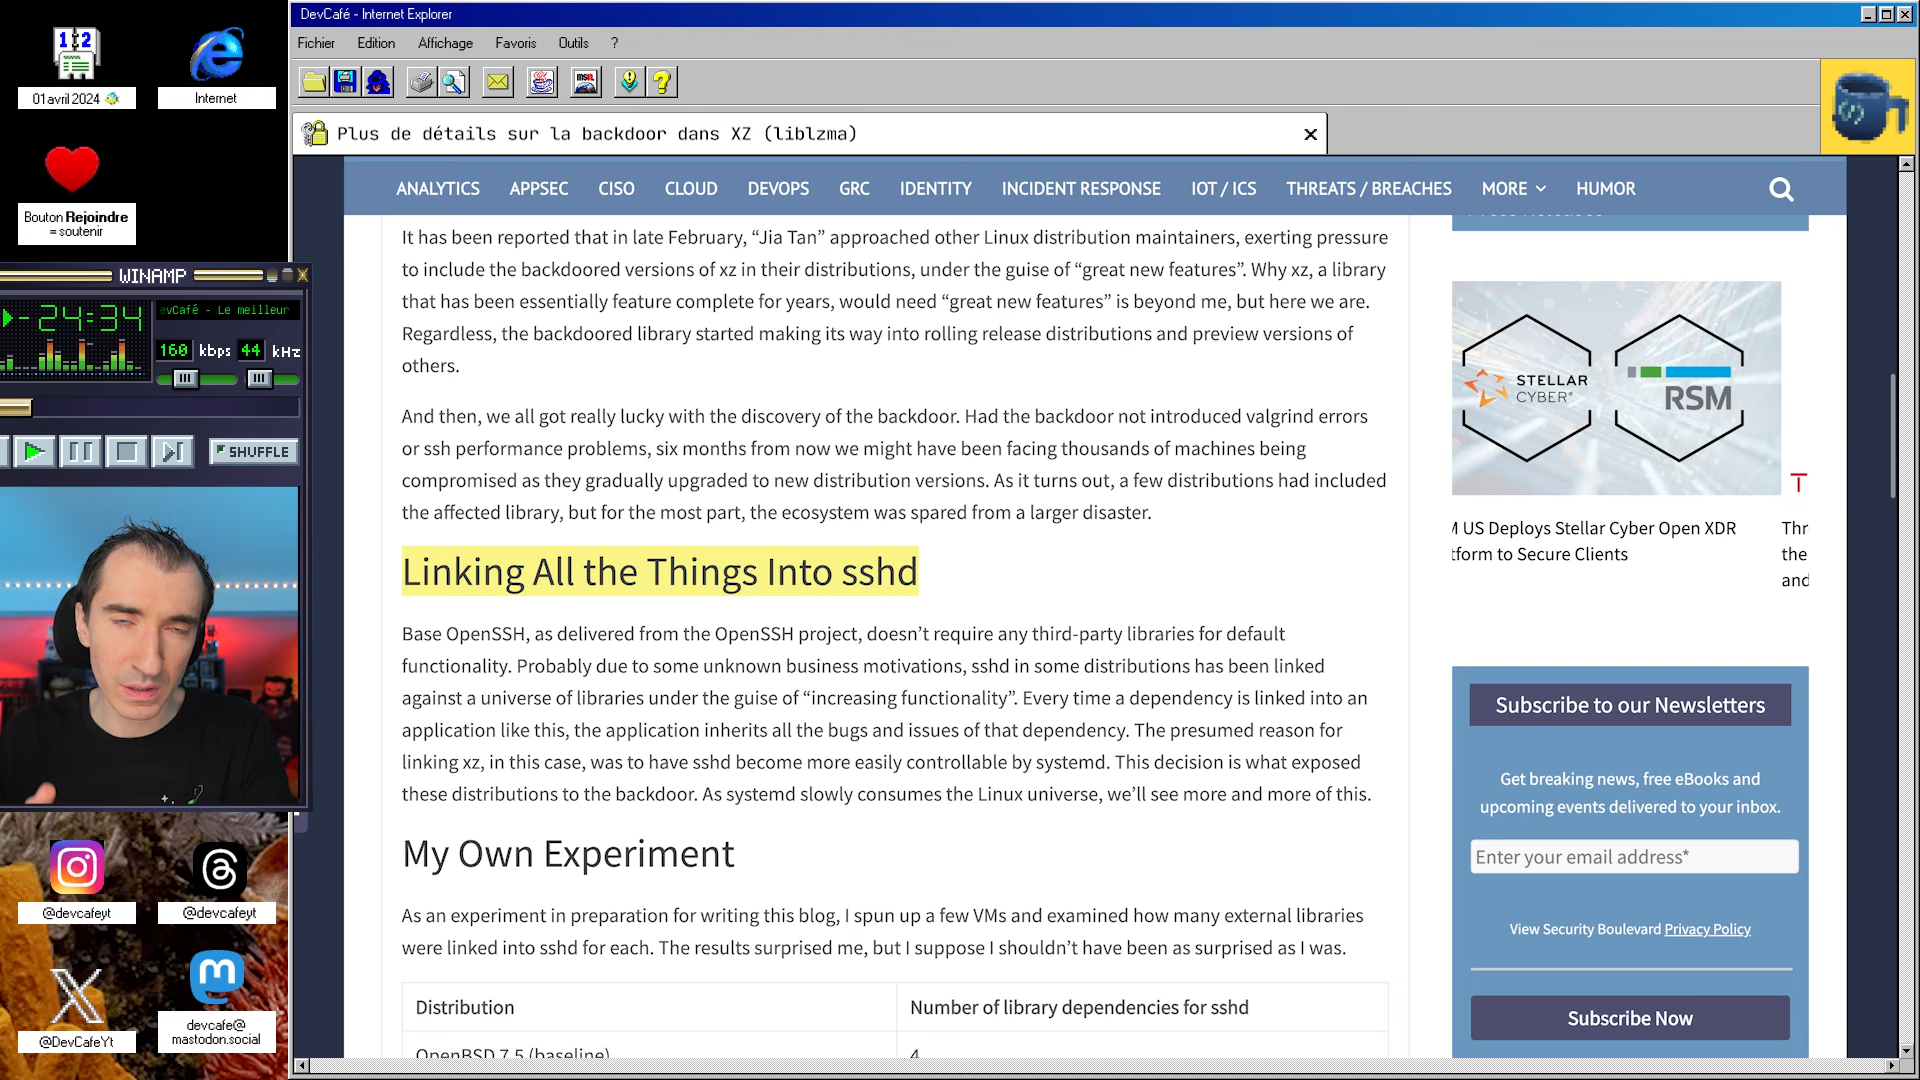 DevCafé - Internet Explorer
Fichier Edition Affichage Favoris Outils ?
msn
Plus de détails sur la backdoor dans XZ (liblzma)
12
01 avril 2024
Internet
Bouton Rejoindre
= soutenir
WINAMP
-24:34
evCafé - Le meilleur
160 kbps 44 kHz
SHUFFLE
@devcafeyt
@devcafeyt
@DevCafeYt
devcafe@
mastodon.social
ANALYTICS APPSEC CISO CLOUD DEVOPS GRC IDENTITY INCIDENT RESPONSE IOT / ICS THREATS / BREACHES MORE HUMOR
It has been reported that in late February, “Jia Tan” approached other Linux distribution maintainers, exerting pressure
to include the backdoored versions of xz in their distributions, under the guise of “great new features”. Why xz, a library
that has been essentially feature complete for years, would need “great new features” is beyond me, but here we are.
Regardless, the backdoored library started making its way into rolling release distributions and preview versions of
others.
And then, we all got really lucky with the discovery of the backdoor. Had the backdoor not introduced valgrind errors
or ssh performance problems, six months from now we might have been facing thousands of machines being
compromised as they gradually upgraded to new distribution versions. As it turns out, a few distributions had included
the affected library, but for the most part, the ecosystem was spared from a larger disaster.
Linking All the Things Into sshd
Base OpenSSH, as delivered from the OpenSSH project, doesn’t require any third-party libraries for default
functionality. Probably due to some unknown business motivations, sshd in some distributions has been linked
against a universe of libraries under the guise of “increasing functionality”. Every time a dependency is linked into an
application like this, the application inherits all the bugs and issues of that dependency. The presumed reason for
linking xz, in this case, was to have sshd become more easily controllable by systemd. This decision is what exposed
these distributions to the backdoor. As systemd slowly consumes the Linux universe, we’ll see more and more of this.
My Own Experiment
As an experiment in preparation for writing this blog, I spun up a few VMs and examined how many external libraries
were linked into sshd for each. The results surprised me, but I suppose I shouldn’t have been as surprised as I was.
Distribution Number of library dependencies for sshd
OpenBSD 7.5 (baseline) 4
STELLAR
CYBER
RSM
M US Deploys Stellar Cyber Open XDR
tform to Secure Clients
T
Thr
the
and
Subscribe to our Newsletters
Get breaking news, free eBooks and
upcoming events delivered to your inbox.
Enter your email address*
View Security Boulevard Privacy Policy
Subscribe Now